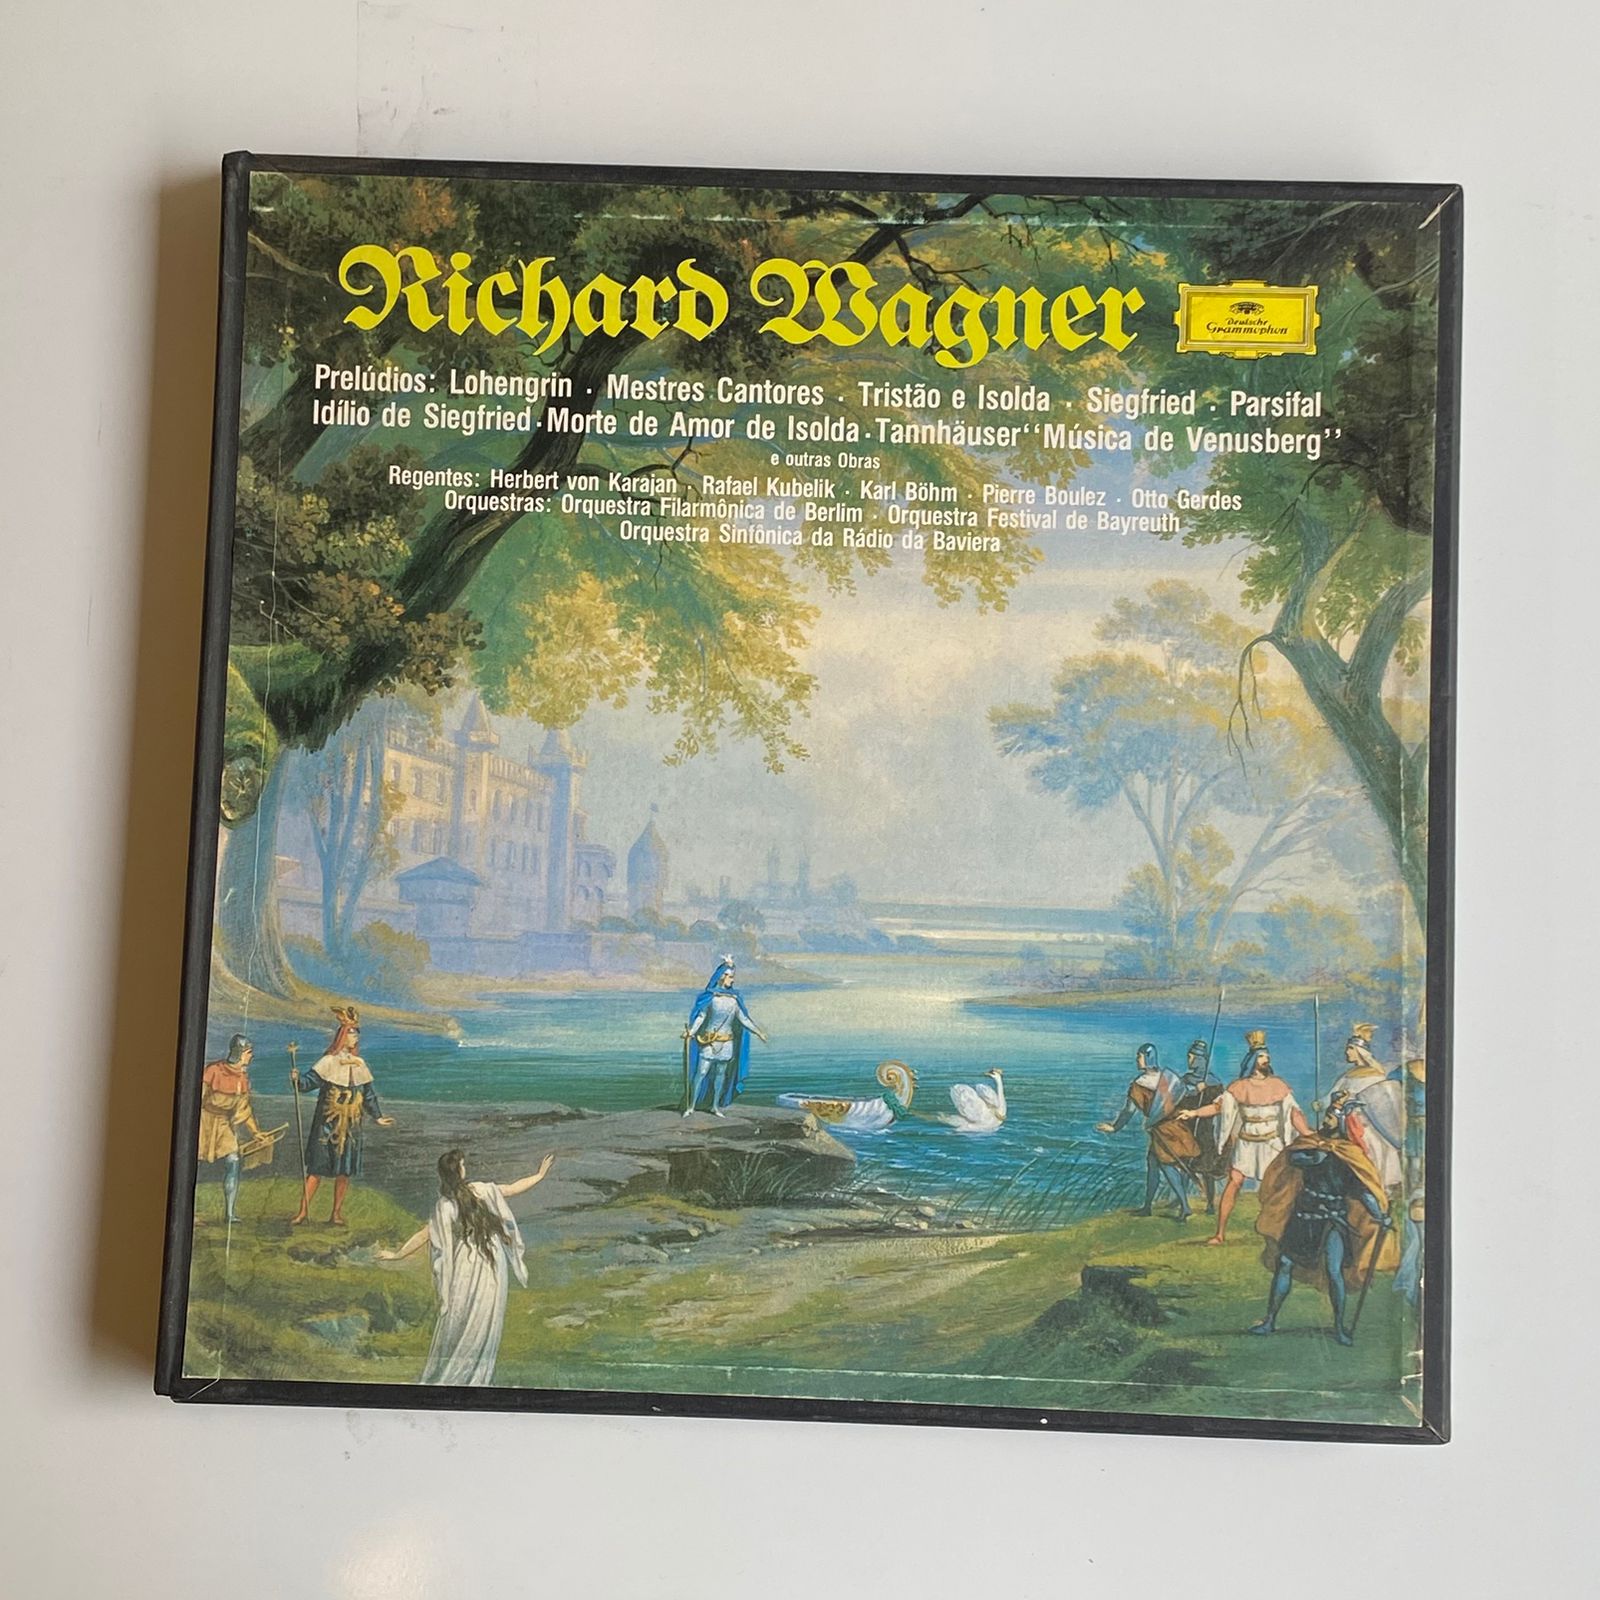 Richard Wagner
Deutsche
Grammophon
Prelúdios: Lohengrin · Mestres Cantores · Tristão e Isolda · Siegfried · Parsifal
Idílio de Siegfried · Morte de Amor de Isolda · Tannhäuser "Música de Venusberg"
e outras Obras
Regentes: Herbert von Karajan · Rafael Kubelik · Karl Böhm · Pierre Boulez · Otto Gerdes
Orquestras: Orquestra Filarmônica de Berlim · Orquestra Festival de Bayreuth
Orquestra Sinfônica da Rádio da Baviera